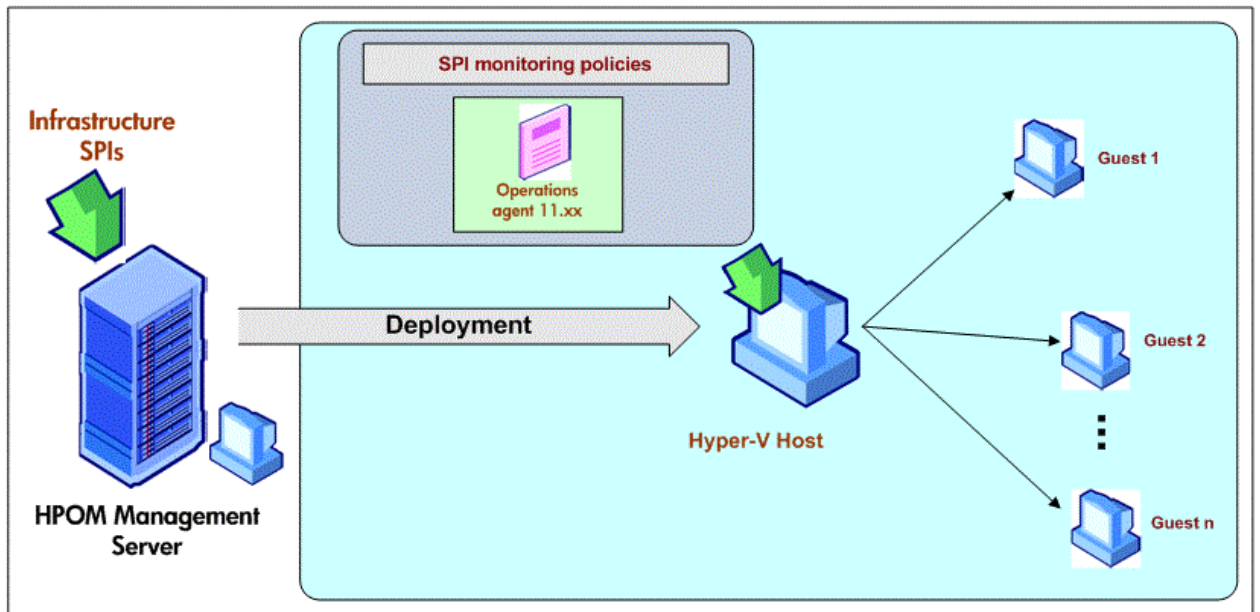 SPI monitoring policies
Infrastructure
SPIs
Operations
agent 11.xx
Guest 1
Deployment
Guest 2
Hyper-V Host
HPOM Management
Server
Guest n